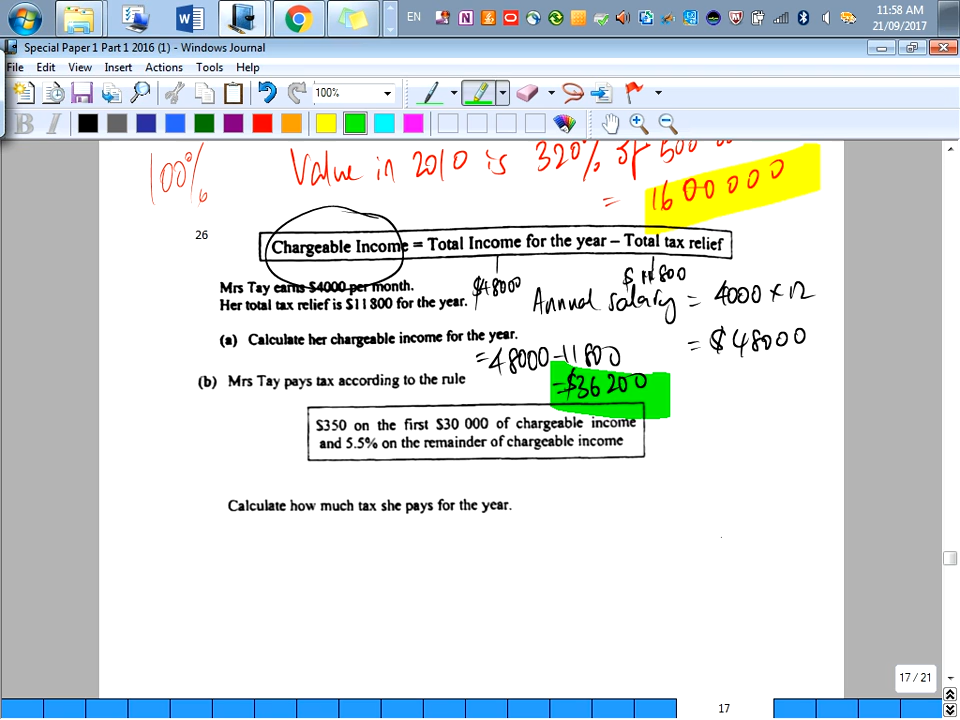 EN
11:58 AM
21/09/2017
Special Paper 1 Part 1 2016 (1) - Windows Journal
File Edit View Insert Actions Tools Help
100%
B I
100% Value in 2010 is 320% of 500
= 1600000
26
Chargeable Income = Total Income for the year – Total tax relief
$48000 $11800
Mrs Tay earns $4000 per month.
Her total tax relief is $11 800 for the year.
Annual salary = 4000 × 12
= $48000
(a) Calculate her chargeable income for the year.
= 48000 - 11800
= $36 200
(b) Mrs Tay pays tax according to the rule
$350 on the first $30 000 of chargeable income
and 5.5% on the remainder of chargeable income
Calculate how much tax she pays for the year.
17 / 21
17